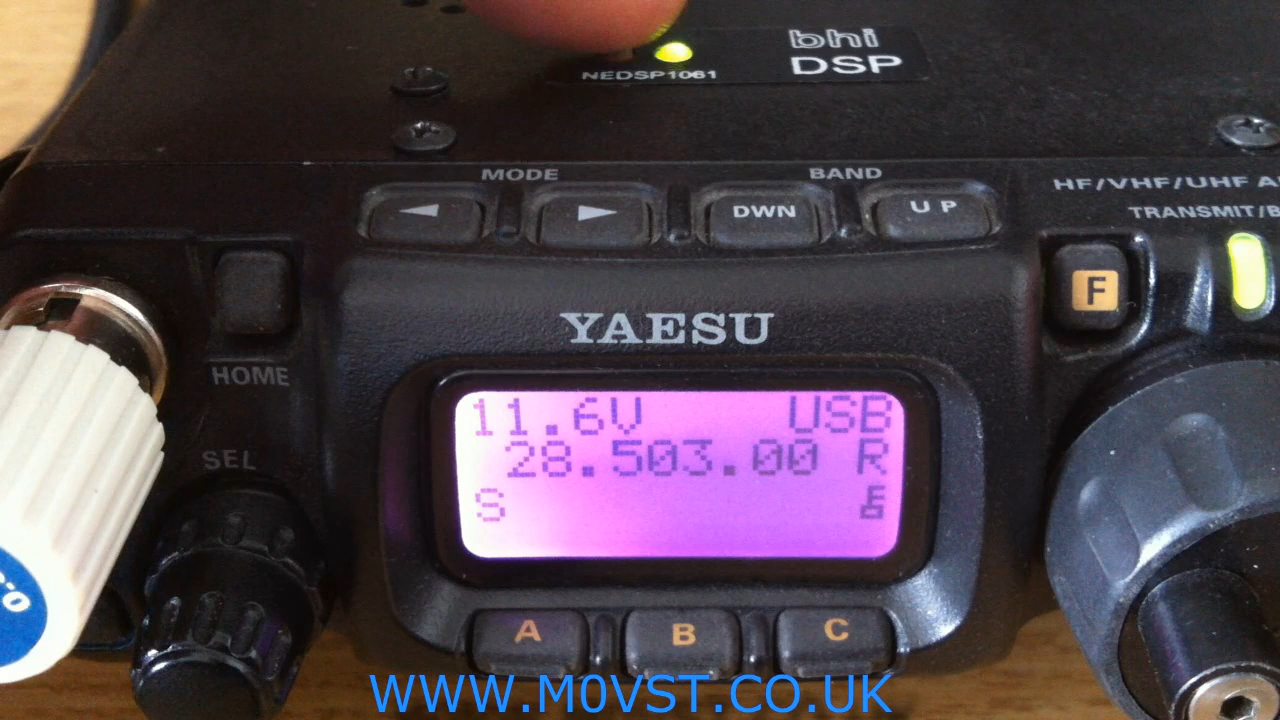 bhi
NEDSP1061 DSP
MODE BAND
HF/VHF/UHF
DWN UP
TRANSMIT/
F
YAESU
HOME
11.6V USB
28.503.00 R
SEL
S
A B C
WWW.M0VST.CO.UK